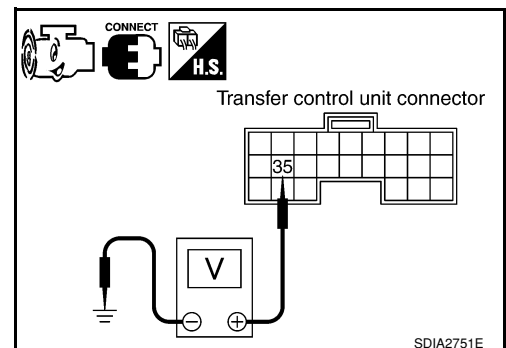 CONNECT
H.S.
Transfer control unit connector
35
V
− +
SDIA2751E